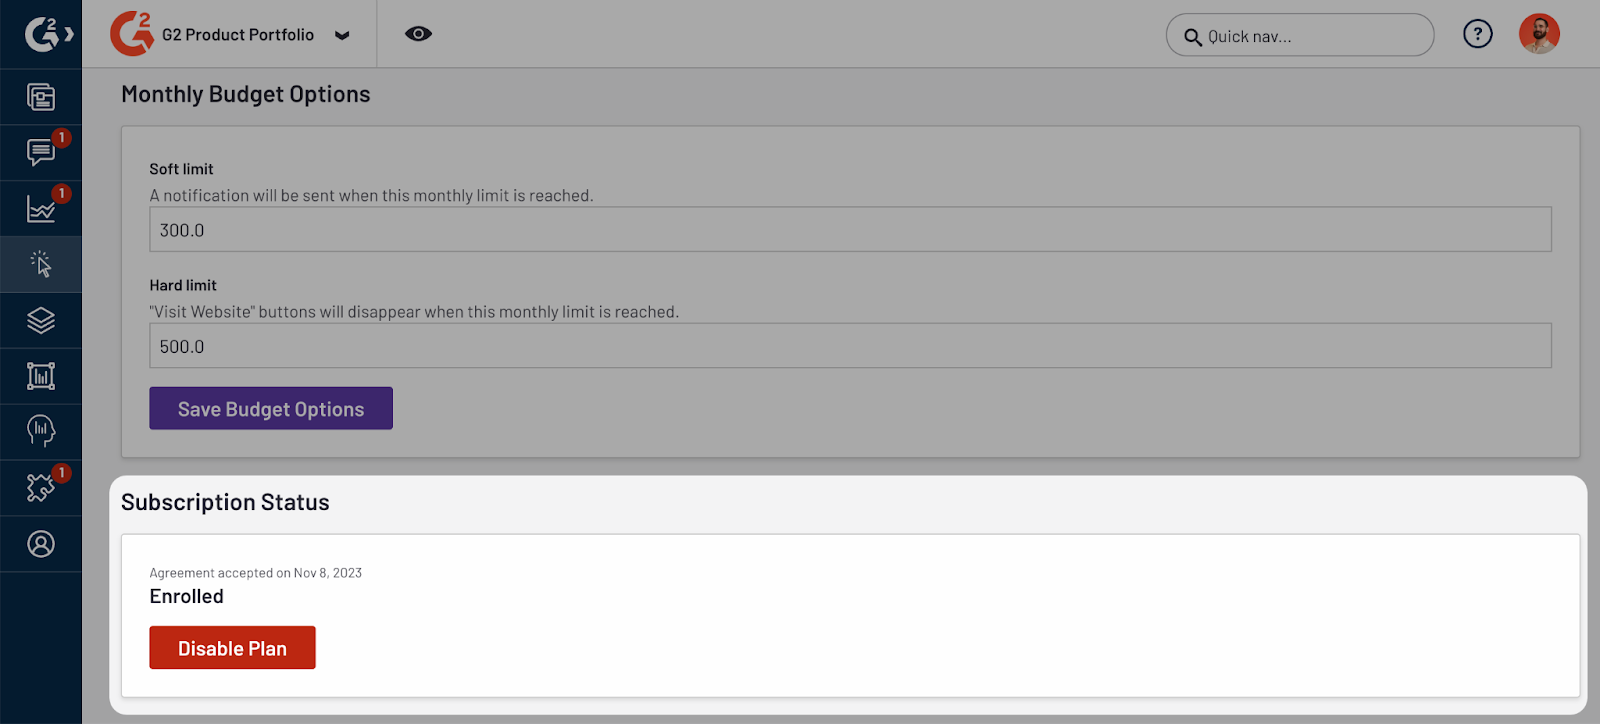 G2
G2
G2 Product Portfolio
Quick nav...
?
1
1
1
Monthly Budget Options
Soft limit
A notification will be sent when this monthly limit is reached.
300.0
Hard limit
"Visit Website" buttons will disappear when this monthly limit is reached.
500.0
Save Budget Options
Subscription Status
Agreement accepted on Nov 8, 2023
Enrolled
Disable Plan